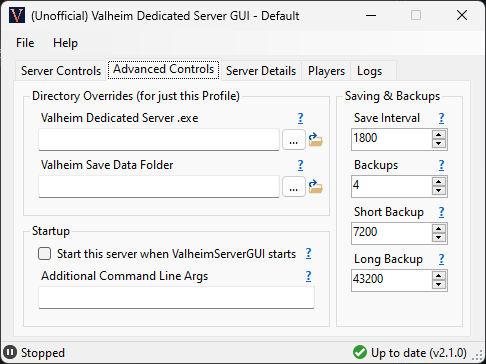 V (Unofficial) Valheim Dedicated Server GUI - Default
File Help
Server Controls Advanced Controls Server Details Players Logs
Directory Overrides (for just this Profile)
Valheim Dedicated Server .exe ?
...
Valheim Save Data Folder ?
...
Startup
Start this server when ValheimServerGUI starts ?
Additional Command Line Args ?
Saving & Backups
Save Interval ?
1800
Backups ?
4
Short Backup ?
7200
Long Backup ?
43200
Stopped
Up to date (v2.1.0)